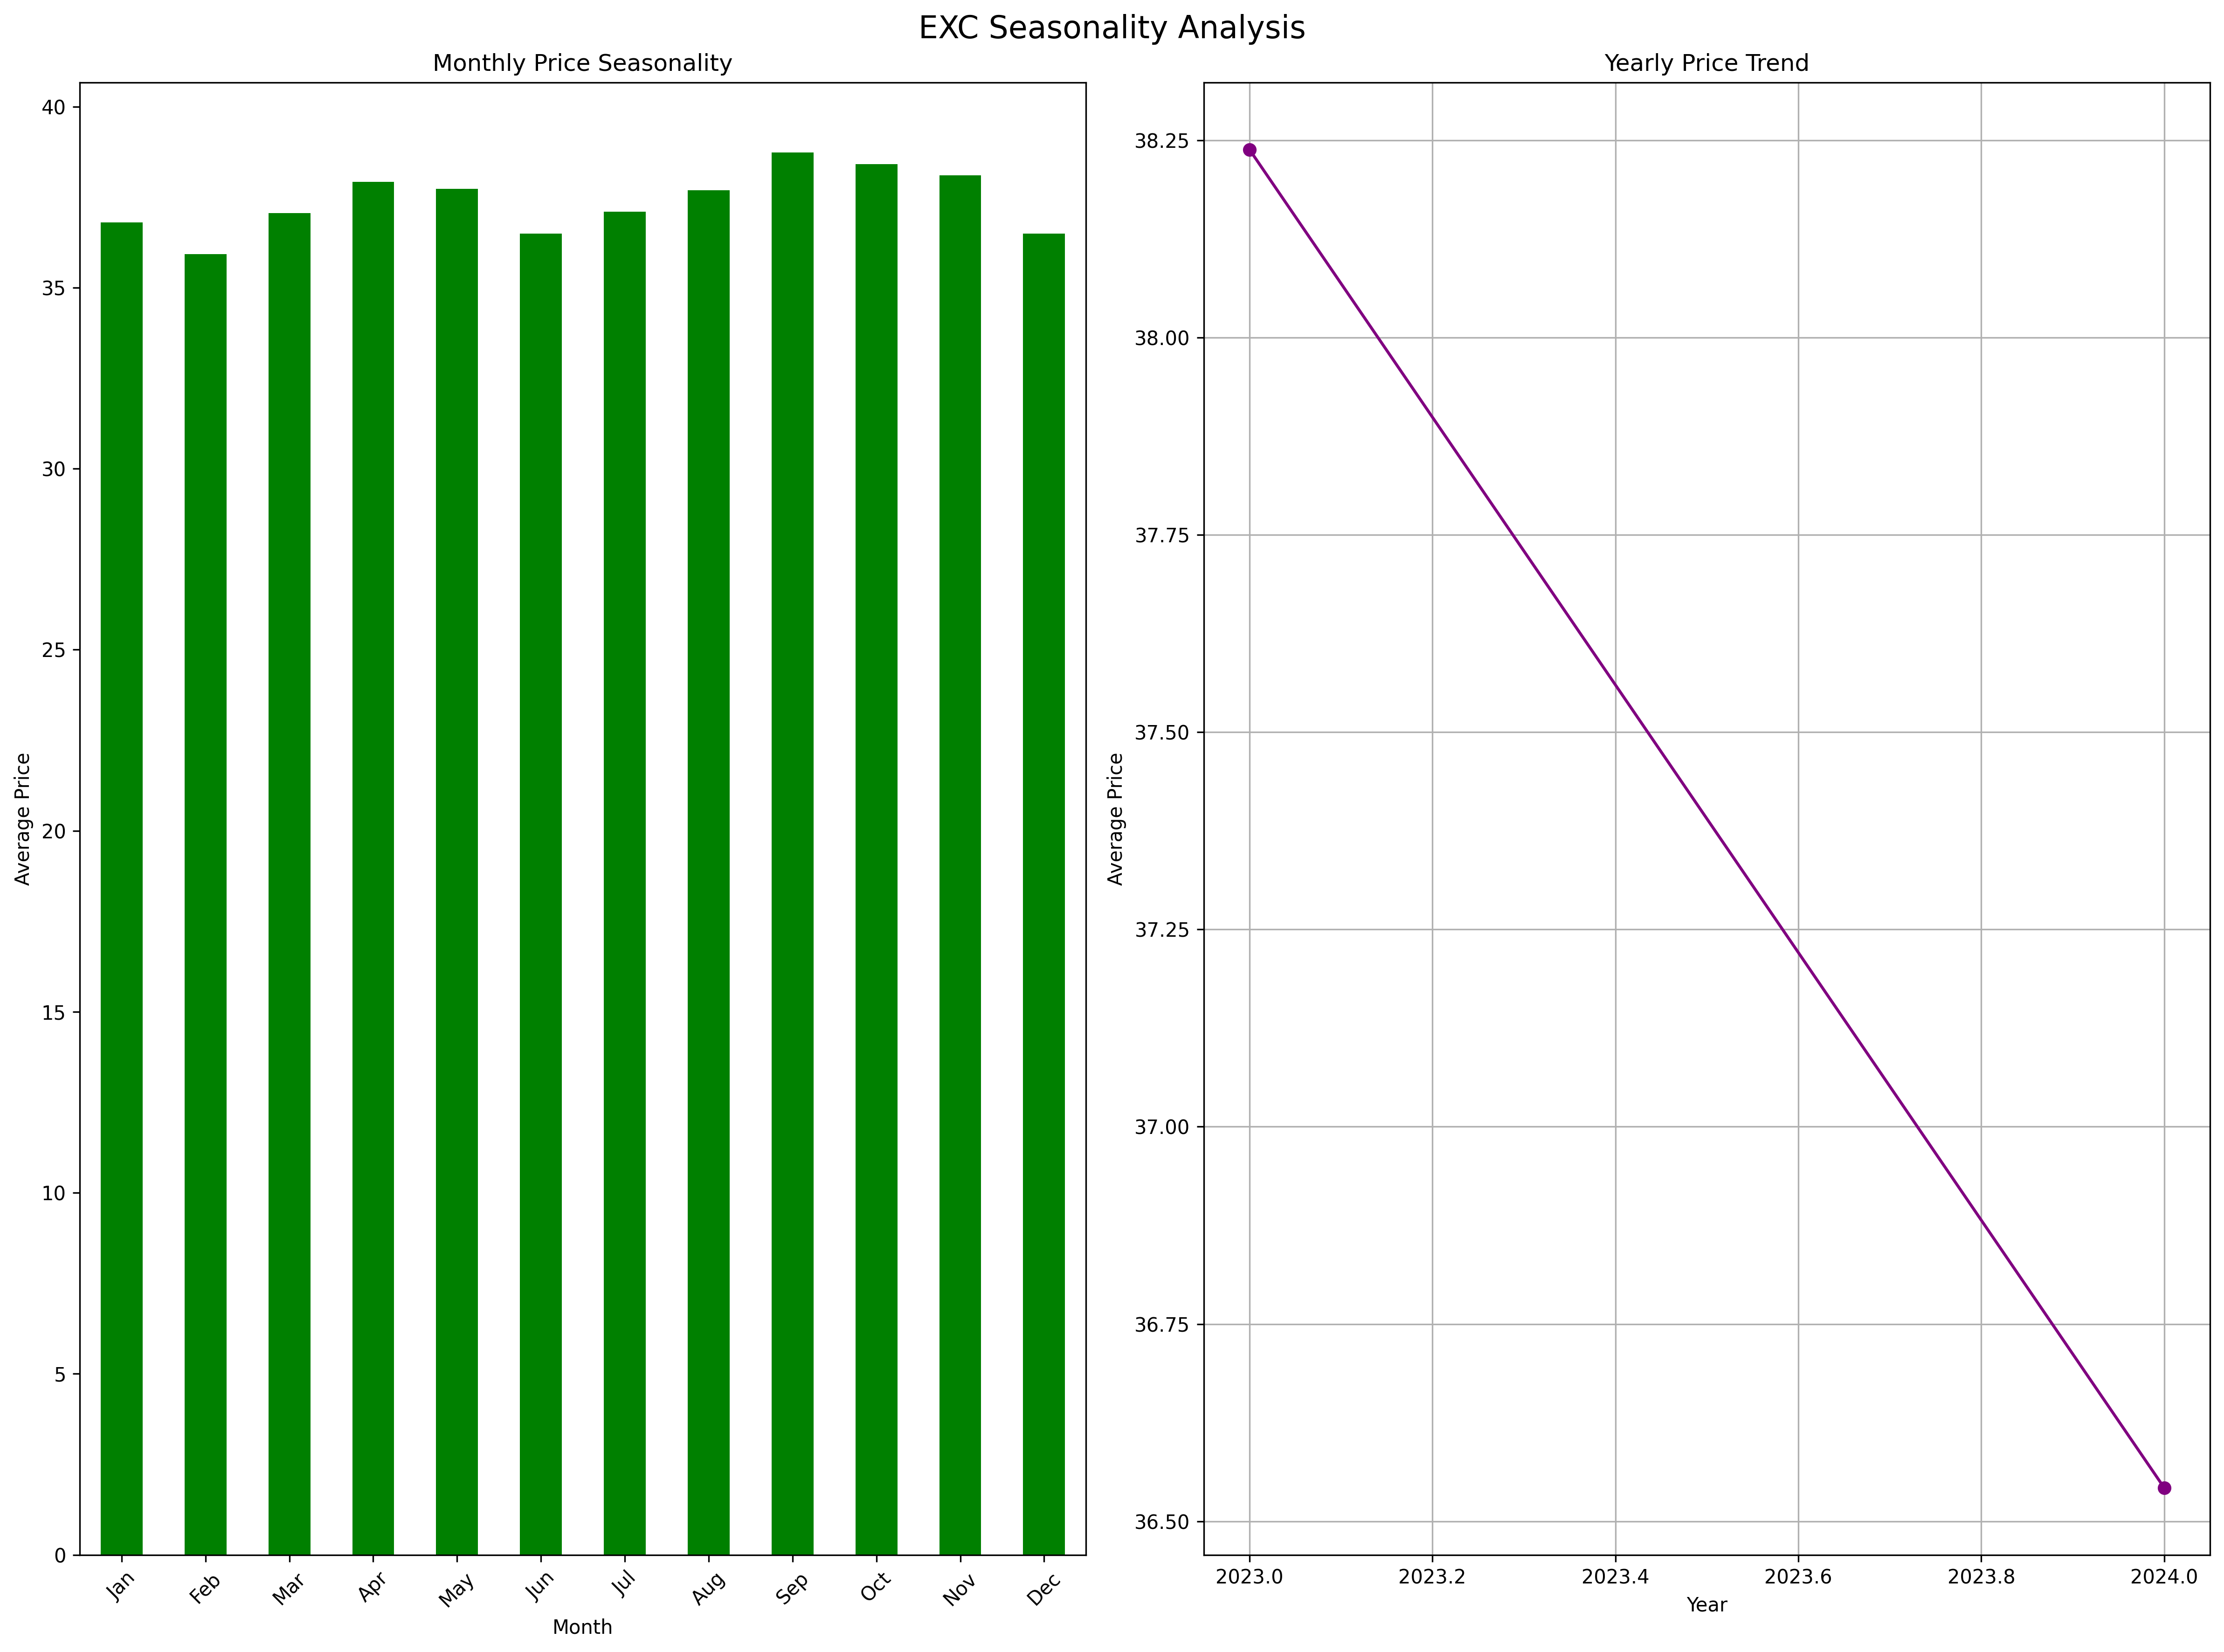 EXC Seasonality Analysis
Monthly Price Seasonality
Average Price
40
35
30
25
20
15
10
5
0
Jan Feb Mar Apr May Jun Jul Aug Sep Oct Nov Dec
Month
Yearly Price Trend
Average Price
38.25
38.00
37.75
37.50
37.25
37.00
36.75
36.50
2023.0 2023.2 2023.4 2023.6 2023.8 2024.0
Year